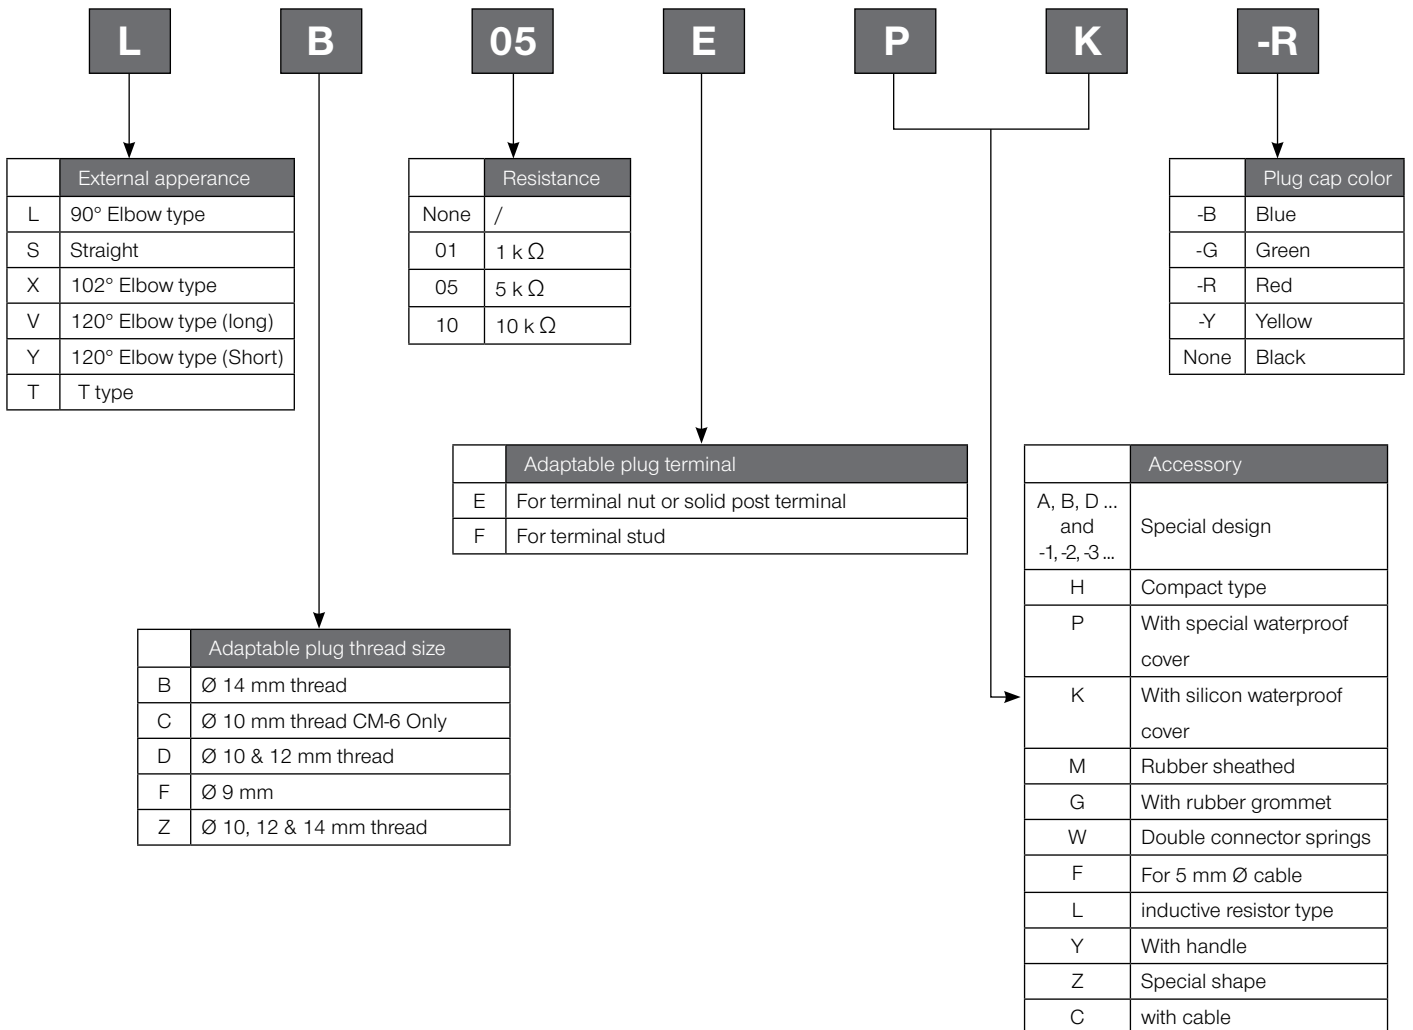 L B 05 E P K -R
External apperance
L 90° Elbow type
S Straight
X 102° Elbow type
V 120° Elbow type (long)
Y 120° Elbow type (Short)
T T type
Resistance
None /
01 1 k Ω
05 5 k Ω
10 10 k Ω
Plug cap color
-B Blue
-G Green
-R Red
-Y Yellow
None Black
Adaptable plug terminal
E For terminal nut or solid post terminal
F For terminal stud
Adaptable plug thread size
B Ø 14 mm thread
C Ø 10 mm thread CM-6 Only
D Ø 10 & 12 mm thread
F Ø 9 mm
Z Ø 10, 12 & 14 mm thread
Accessory
A, B, D ...
and
-1, -2, -3 ...
Special design
H Compact type
P With special waterproof
cover
K With silicon waterproof
cover
M Rubber sheathed
G With rubber grommet
W Double connector springs
F For 5 mm Ø cable
L inductive resistor type
Y With handle
Z Special shape
C with cable